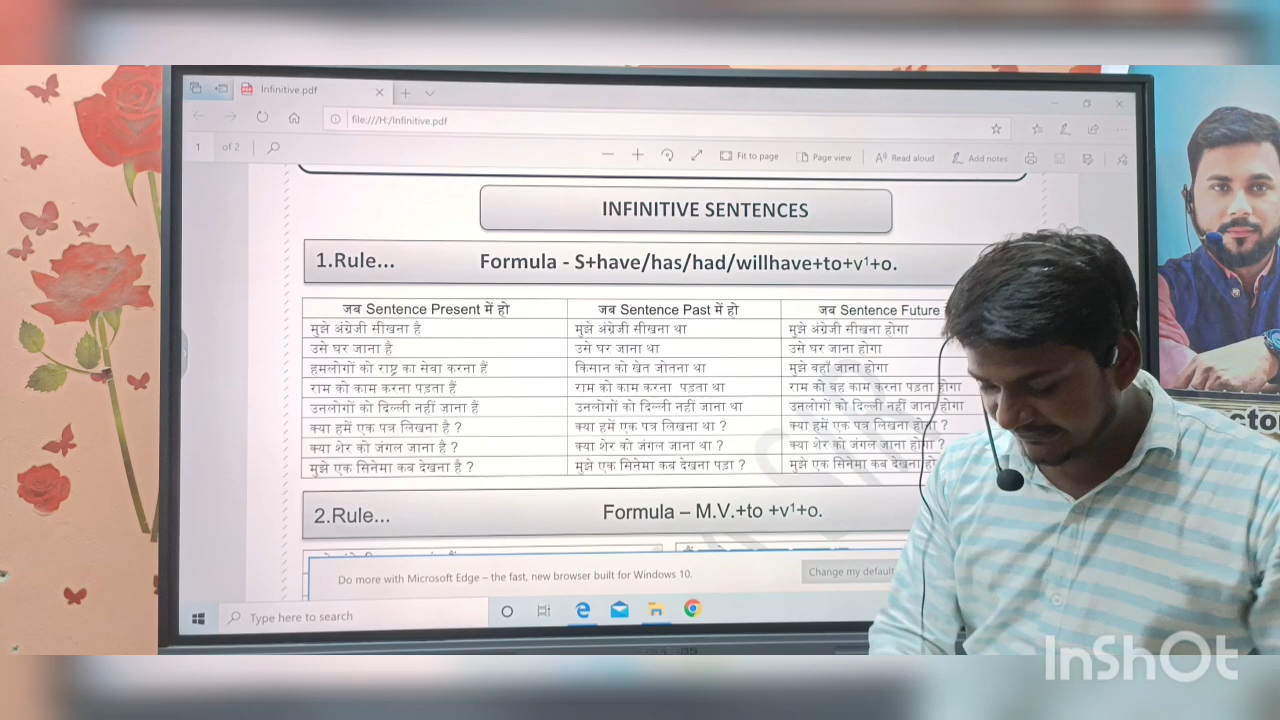 Infinitive.pdf
file:///H:/Infinitive.pdf
1 of 2
Fit to page
Page view
Read aloud
Add notes
INFINITIVE SENTENCES
1.Rule... Formula - S+have/has/had/willhave+to+v¹+o.
जब Sentence Present में हो जब Sentence Past में हो जब Sentence Future
मुझे अंग्रेजी सीखना है मुझे अंग्रेजी सीखना था मुझे अंग्रेजी सीखना होगा
उसे घर जाना है उसे घर जाना था उसे घर जाना होगा
हमलोगों को राष्ट्र का सेवा करना हैं किसान को खेत जोतना था मुझे वहाँ जाना होगा
राम को काम करना पड़ता हैं राम को काम करना पड़ता था राम को वह काम करना पड़ता होगा
उनलोगों को दिल्ली नहीं जाना हैं उनलोगों को दिल्ली नहीं जाना था उनलोगों को दिल्ली नहीं जाना होगा
क्या हमें एक पत्र लिखना है ? क्या हमें एक पत्र लिखना था ? क्या हमें एक पत्र लिखना होगा ?
क्या शेर को जंगल जाना है ? क्या शेर को जंगल जाना था ? क्या शेर को जंगल जाना होगा ?
मुझे एक सिनेमा कब देखना है ? मुझे एक सिनेमा कब देखना पड़ा ? मुझे एक सिनेमा कब देखना हो
2.Rule... Formula – M.V.+to +v¹+o.
Do more with Microsoft Edge – the fast, new browser built for Windows 10.
Change my default
Type here to search
ctor
InShOt